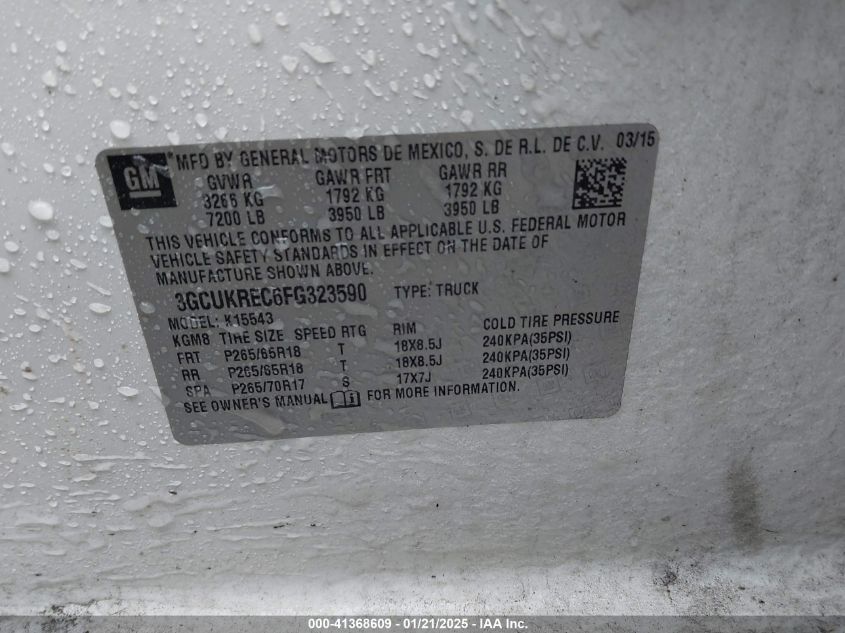 GM ® MFD BY GENERAL MOTORS DE MEXICO, S. DE R.L. DE C.V. 03/15
GVWR GAWR FRT GAWR RR
3266 KG 1792 KG 1792 KG
7200 LB 3950 LB 3950 LB
THIS VEHICLE CONFORMS TO ALL APPLICABLE U.S. FEDERAL MOTOR
VEHICLE SAFETY STANDARDS IN EFFECT ON THE DATE OF
MANUFACTURE SHOWN ABOVE.
3GCUKREC6FG323590 TYPE: TRUCK
MODEL: K15543
KGM8 TIRE SIZE SPEED RTG RIM COLD TIRE PRESSURE
FRT P265/65R18 T 18X8.5J 240KPA(35PSI)
RR P265/65R18 T 18X8.5J 240KPA(35PSI)
SPA P265/70R17 S 17X7J 240KPA(35PSI)
SEE OWNER'S MANUAL FOR MORE INFORMATION.
000-41368609 - 01/21/2025 - IAA Inc.